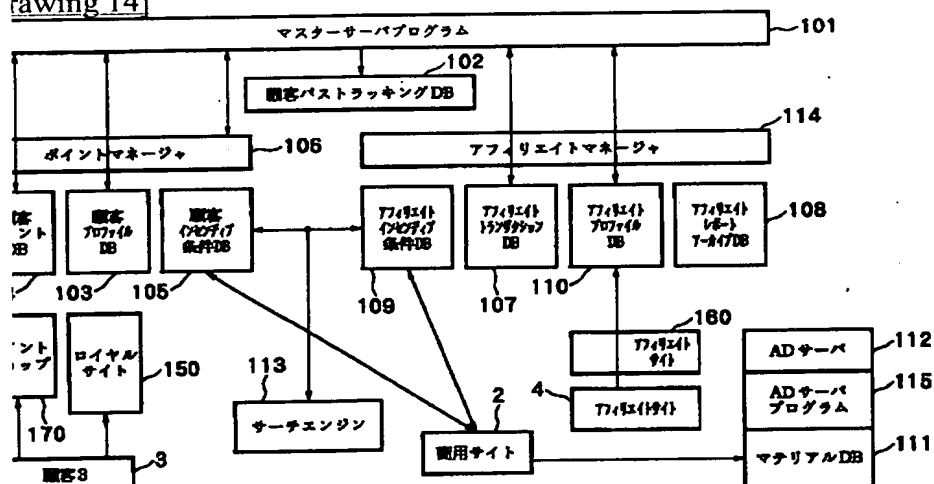 rawing 14]
マスターサーバプログラム
101
102
顧客パストラッキングDB
114
ポイントマネージャ
106
アフィリエイトマネージャ
客
ント
DB
顧客
プロファイル
DB
顧客
インセンティブ
条件DB
アフィリエイト
インセンティブ
条件DB
アフィリエイト
トランザクション
DB
アフィリエイト
プロファイル
DB
アフィリエイト
レポート
アーカイブDB
108
103
105
109
107
110
イント
ョップ
ロイヤル
サイト
150
160
アフィリエイト
サイト
ADサーバ
112
113
2
4
アフィリエイトサイト
ADサーバ
プログラム
115
170
サーチエンジン
商用サイト
マテリアルDB
111
顧客3
3